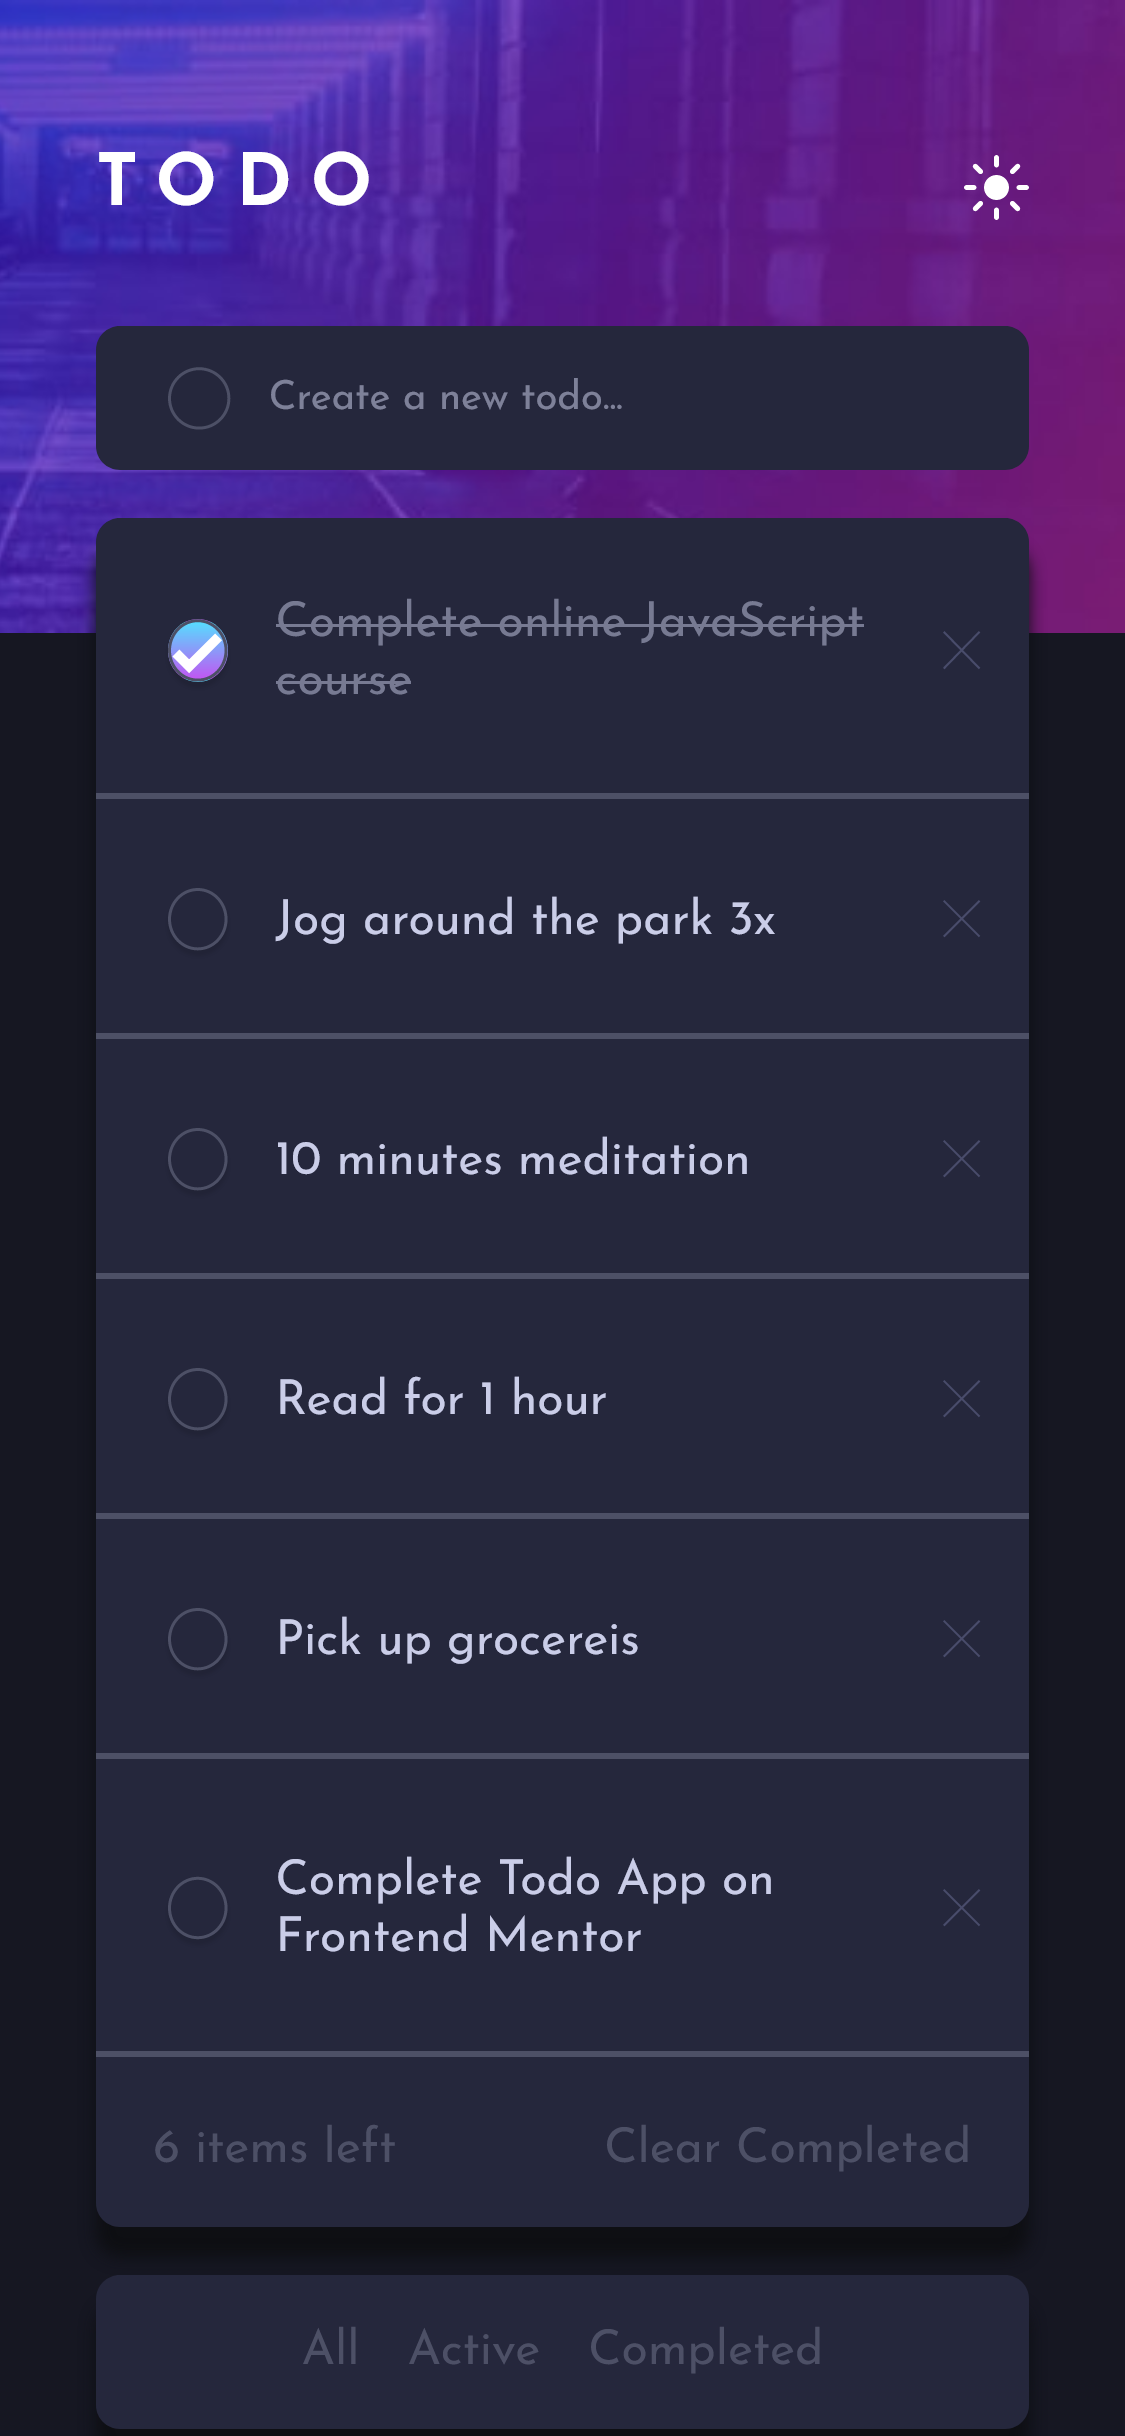 TODO
Create a new todo...
Complete online JavaScript
course
Jog around the park 3x
10 minutes meditation
Read for 1 hour
Pick up grocereis
Complete Todo App on
Frontend Mentor
6 items left Clear Completed
All Active Completed